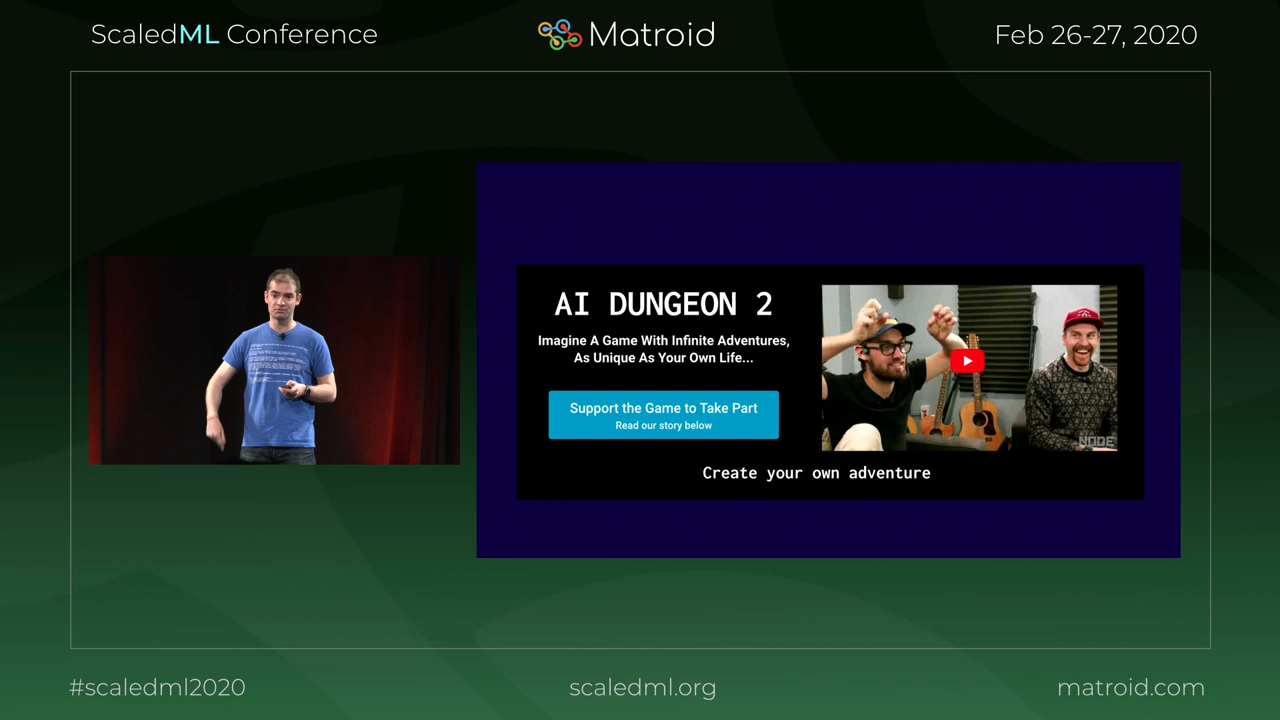 ScaledML Conference
Matroid
Feb 26-27, 2020
AI DUNGEON 2
Imagine A Game With Infinite Adventures,
As Unique As Your Own Life...
Support the Game to Take Part
Read our story below
NODE
Create your own adventure
#scaledml2020
scaledml.org
matroid.com